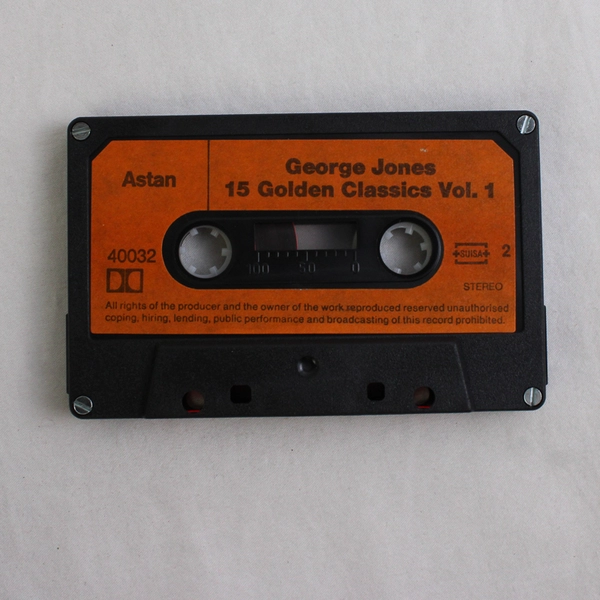 Astan
George Jones
15 Golden Classics Vol. 1
40032
100 50 0
SUISA
2
STEREO
All rights of the producer and the owner of the work reproduced reserved unauthorised
coping, hiring, lending, public performance and broadcasting of this record prohibited.